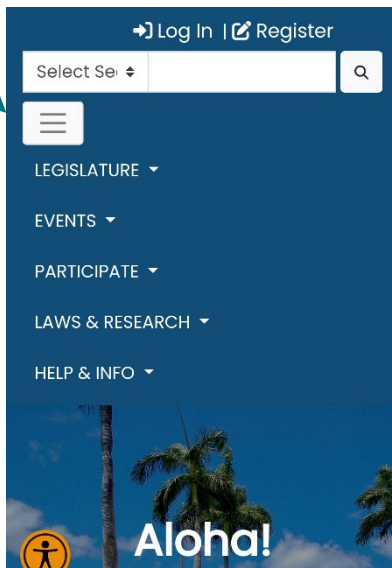 Log In | Register
Select Se
LEGISLATURE
EVENTS
PARTICIPATE
LAWS & RESEARCH
HELP & INFO
Aloha!